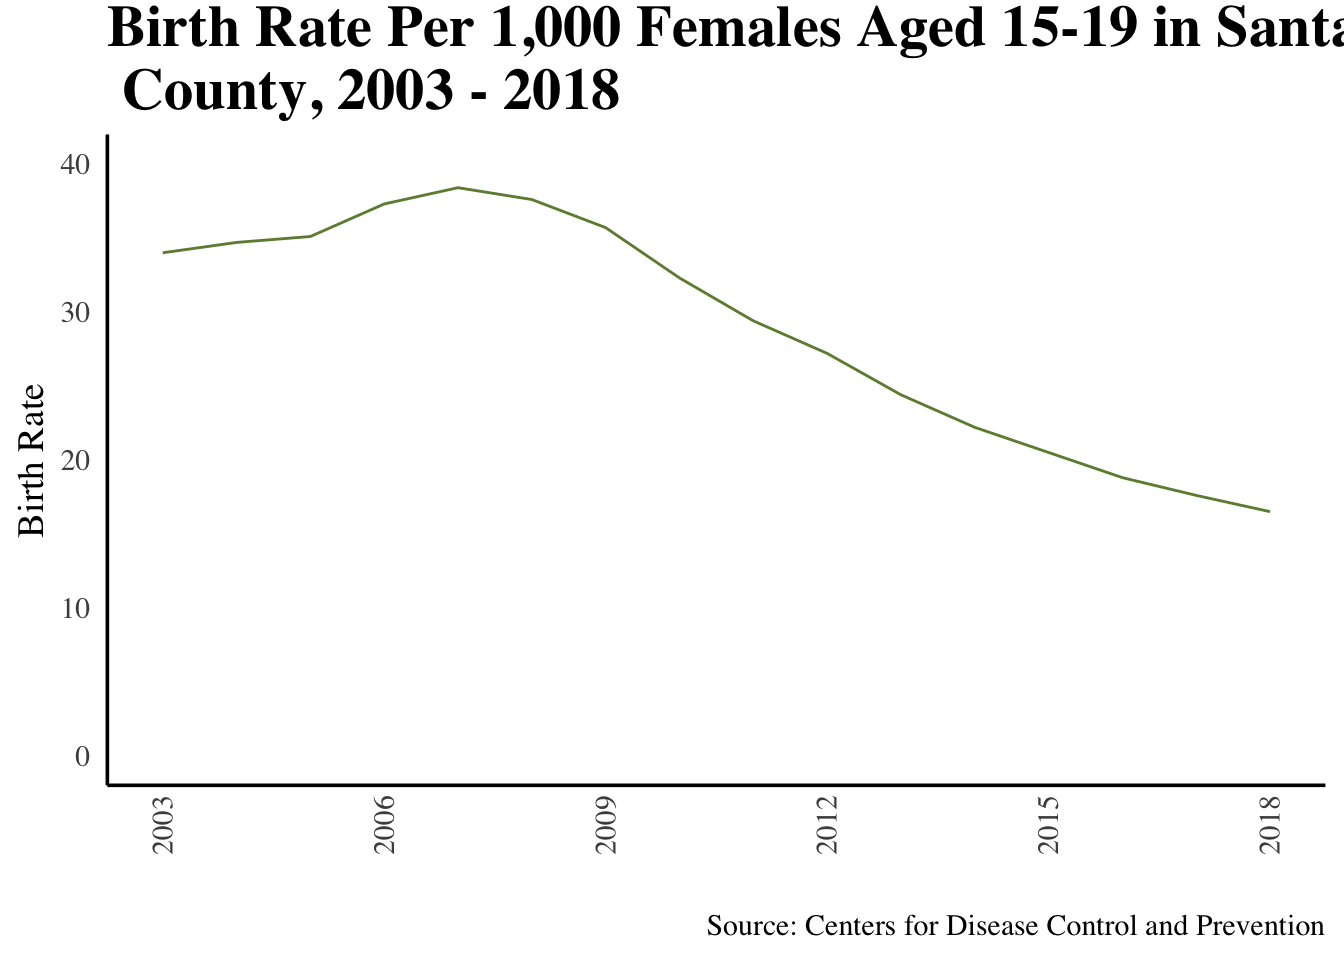 Birth Rate Per 1,000 Females Aged 15-19 in Santa
County, 2003 - 2018
40
30
20
10
0
Birth Rate
2003
2006
2009
2012
2015
2018
Source: Centers for Disease Control and Prevention